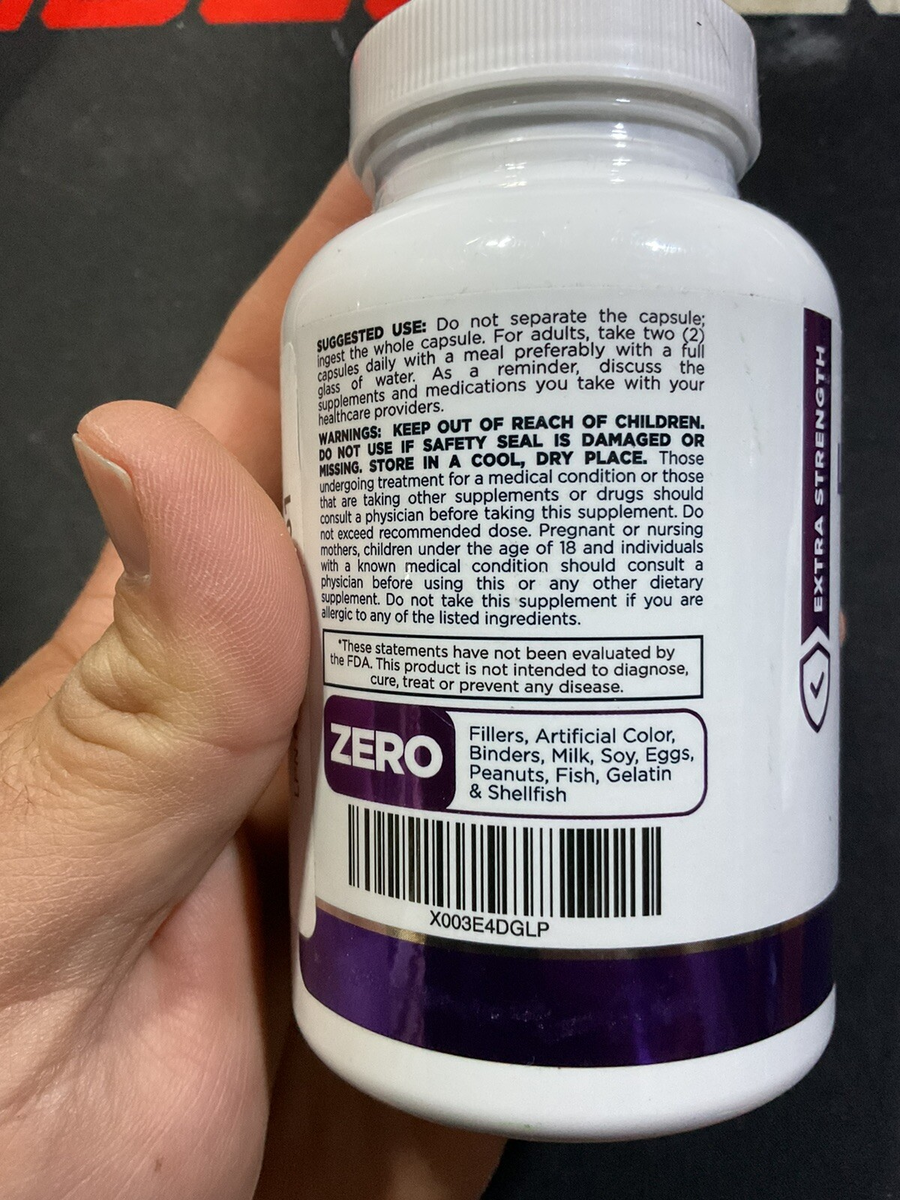 SUGGESTED USE: Do not separate the capsule;
ingest the whole capsule. For adults, take two (2)
capsules daily with a meal preferably with a full
glass of water. As a reminder, discuss the
supplements and medications you take with your
healthcare providers.
WARNINGS: KEEP OUT OF REACH OF CHILDREN.
DO NOT USE IF SAFETY SEAL IS DAMAGED OR
MISSING. STORE IN A COOL, DRY PLACE. Those
undergoing treatment for a medical condition or those
that are taking other supplements or drugs should
consult a physician before taking this supplement. Do
not exceed recommended dose. Pregnant or nursing
mothers, children under the age of 18 and individuals
with a known medical condition should consult a
physician before using this or any other dietary
supplement. Do not take this supplement if you are
allergic to any of the listed ingredients.
*These statements have not been evaluated by
the FDA. This product is not intended to diagnose,
cure, treat or prevent any disease.
ZERO
Fillers, Artificial Color,
Binders, Milk, Soy, Eggs,
Peanuts, Fish, Gelatin
& Shellfish
X003E4DGLP
EXTRA STRENGTH